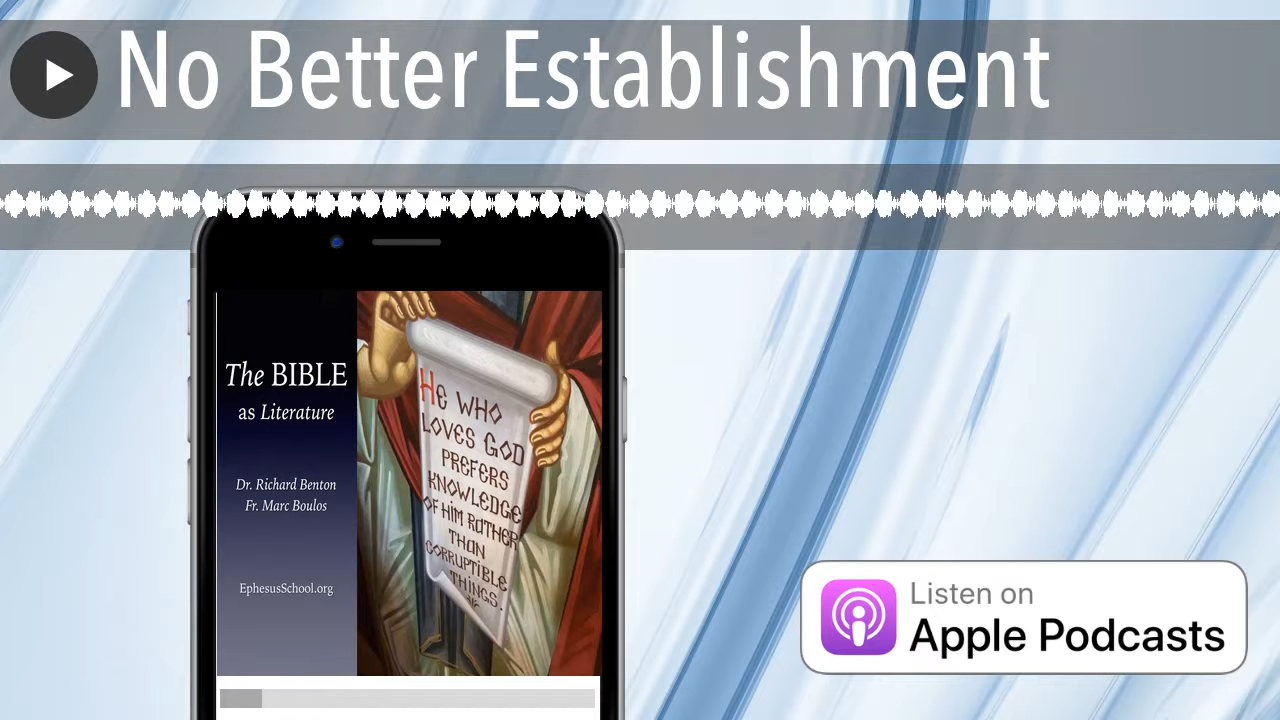 No Better Establishment
The BIBLE
as Literature
Dr. Richard Benton
Fr. Marc Boulos
EphesusSchool.org
HE WHO
LOVES GOD
PREFERS
KNOWLEDGE
OF HIM RATHER
THAN
CORRUPTIBLE
THINGS.
Listen on
Apple Podcasts